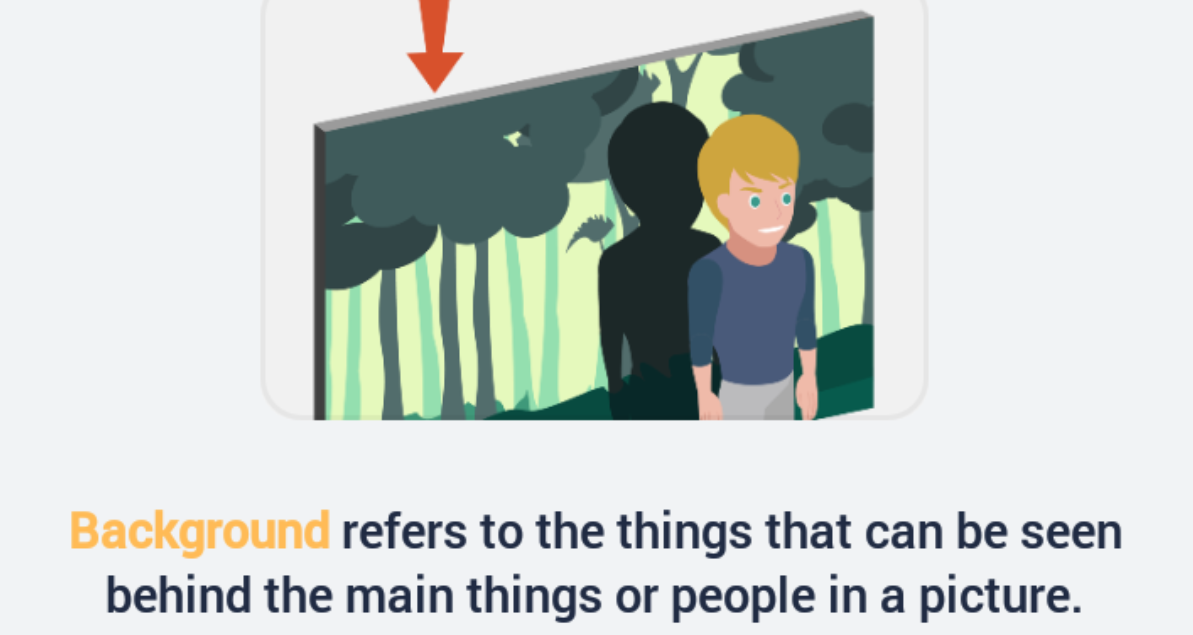 Background refers to the things that can be seen
behind the main things or people in a picture.